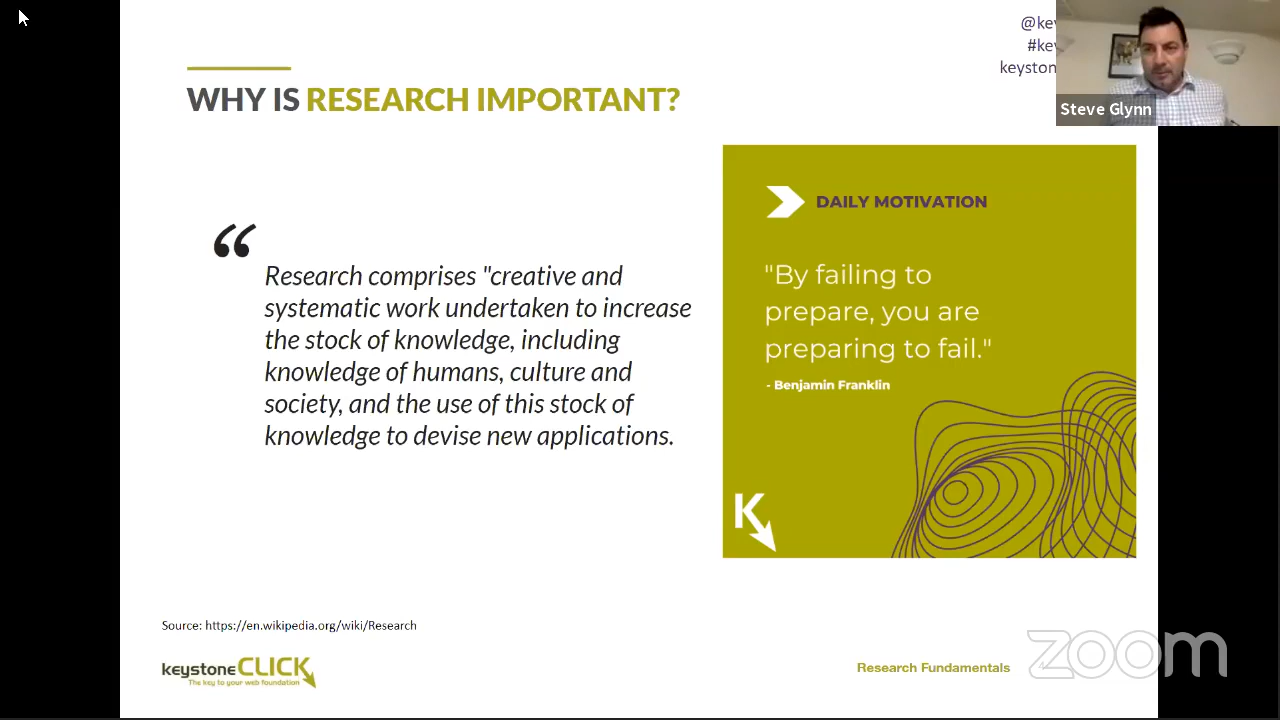 @key
#key
keyston
Steve Glynn
WHY IS RESEARCH IMPORTANT?
“
Research comprises "creative and
systematic work undertaken to increase
the stock of knowledge, including
knowledge of humans, culture and
society, and the use of this stock of
knowledge to devise new applications.
DAILY MOTIVATION
"By failing to
prepare, you are
preparing to fail."
- Benjamin Franklin
K
Source: https://en.wikipedia.org/wiki/Research
keystoneCLICK
The key to your web foundation
Research Fundamentals
zoom